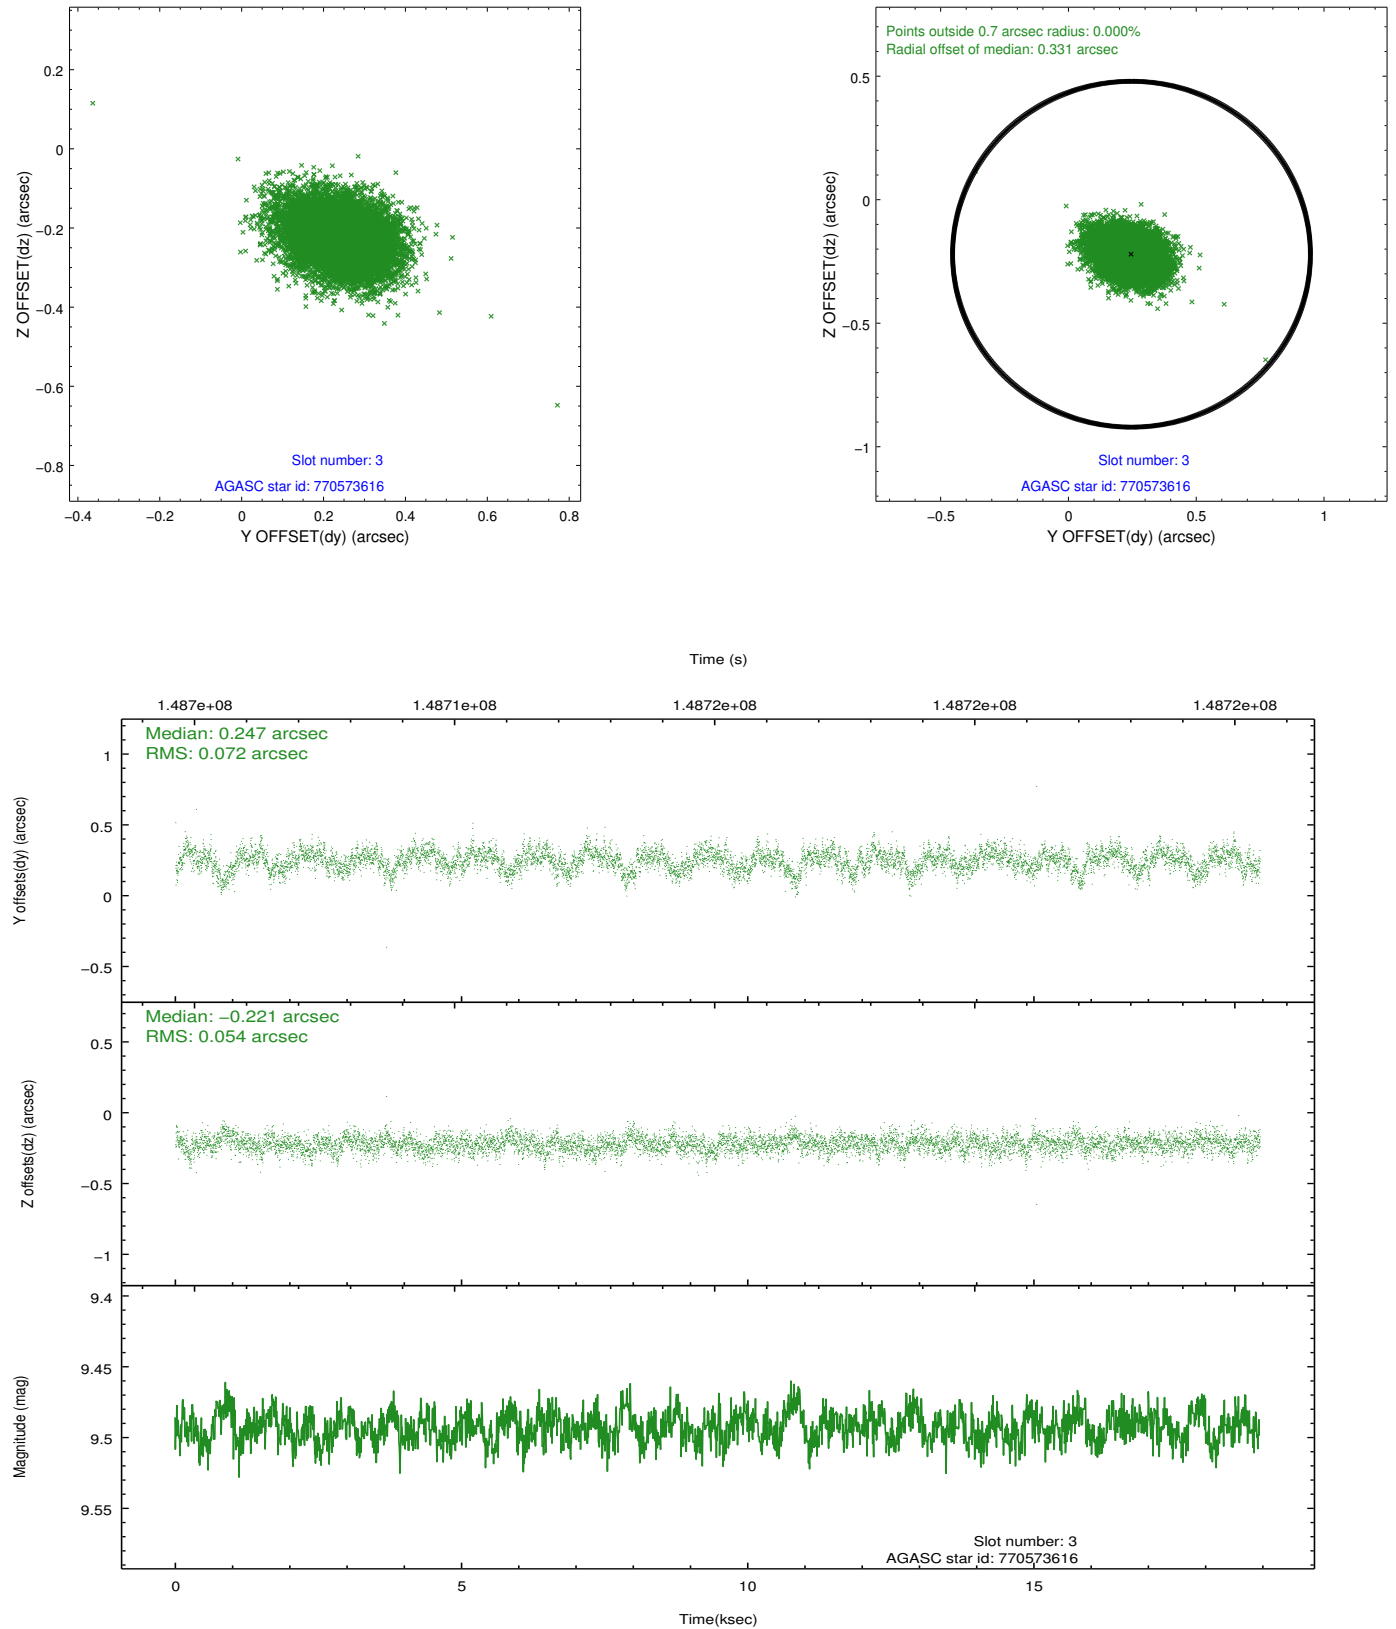 0.2
0
−0.2
−0.4
−0.6
−0.8
Z OFFSET(dz) (arcsec)
Slot number: 3
AGASC star id: 770573616
−0.4 −0.2 0 0.2 0.4 0.6 0.8
Y OFFSET(dy) (arcsec)
Points outside 0.7 arcsec radius: 0.000%
Radial offset of median: 0.331 arcsec
0.5
0
−0.5
−1
Z OFFSET(dz) (arcsec)
Slot number: 3
AGASC star id: 770573616
−0.5 0 0.5 1
Y OFFSET(dy) (arcsec)
Time (s)
1.487e+08 1.4871e+08 1.4872e+08 1.4872e+08 1.4872e+08
Median: 0.247 arcsec
RMS: 0.072 arcsec
1
0.5
0
−0.5
Y offsets(dy) (arcsec)
Median: −0.221 arcsec
RMS: 0.054 arcsec
0.5
0
−0.5
−1
Z offsets(dz) (arcsec)
9.4
9.45
9.5
9.55
Magnitude (mag)
Slot number: 3
AGASC star id: 770573616
0 5 10 15
Time(ksec)